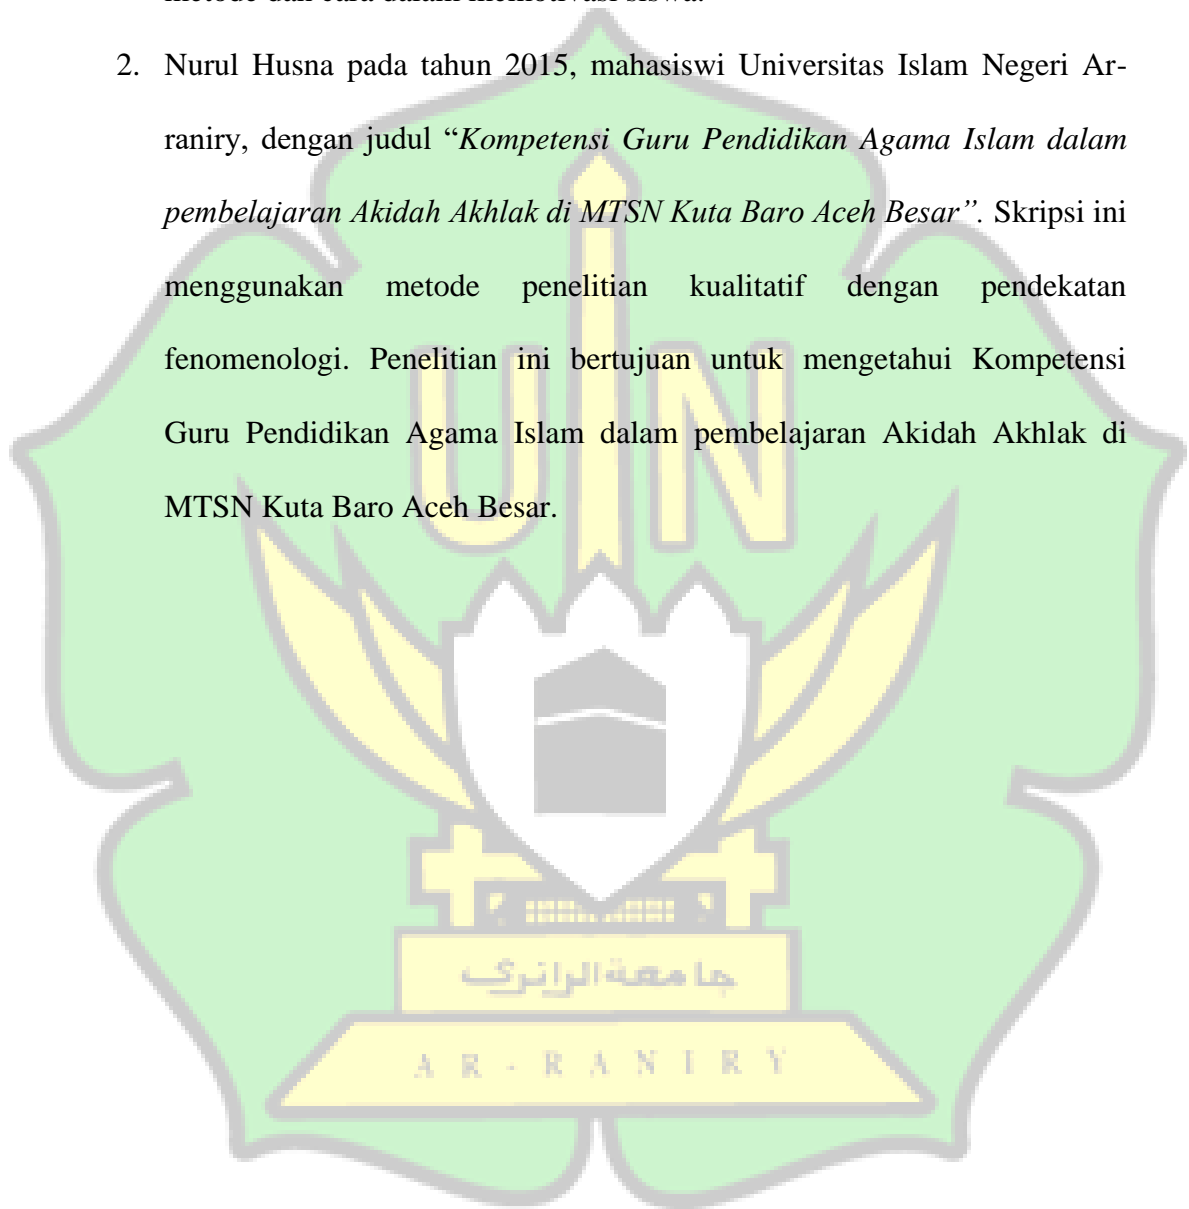 metode dan cara dalam memotivasi siswa.
2. Nurul Husna pada tahun 2015, mahasiswi Universitas Islam Negeri Ar-
raniry, dengan judul “Kompetensi Guru Pendidikan Agama Islam dalam
pembelajaran Akidah Akhlak di MTSN Kuta Baro Aceh Besar”. Skripsi ini
menggunakan metode penelitian kualitatif dengan pendekatan
fenomenologi. Penelitian ini bertujuan untuk mengetahui Kompetensi
Guru Pendidikan Agama Islam dalam pembelajaran Akidah Akhlak di
MTSN Kuta Baro Aceh Besar.
UIN
جامعة الرانري
AR-RANIRY